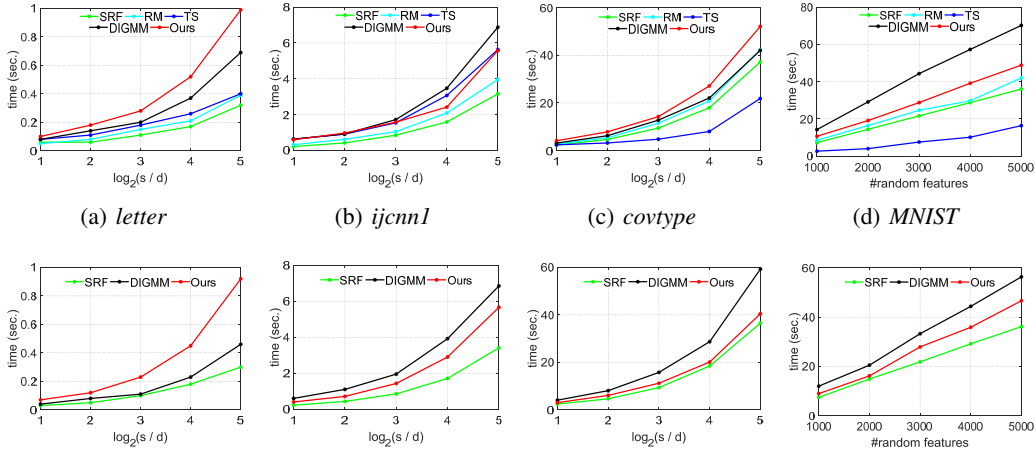 SRF RM TS
DIGMM Ours
time (sec.)
1
0.8
0.6
0.4
0.2
0
1 2 3 4 5
log2(s / d)
(a) letter
SRF RM TS
DIGMM Ours
time (sec.)
8
6
4
2
0
1 2 3 4 5
log2(s / d)
(b) ijcnn1
SRF RM TS
DIGMM Ours
time (sec.)
60
40
20
0
1 2 3 4 5
log2(s / d)
(c) covtype
SRF RM TS
DIGMM Ours
time (sec.)
80
60
40
20
0
1000 2000 3000 4000 5000
#random features
(d) MNIST
SRF DIGMM Ours
time (sec.)
1
0.8
0.6
0.4
0.2
0
1 2 3 4 5
log2(s / d)
SRF DIGMM Ours
time (sec.)
8
6
4
2
0
1 2 3 4 5
log2(s / d)
SRF DIGMM Ours
time (sec.)
60
40
20
0
1 2 3 4 5
log2(s / d)
SRF DIGMM Ours
time (sec.)
60
40
20
0
1000 2000 3000 4000 5000
#random features